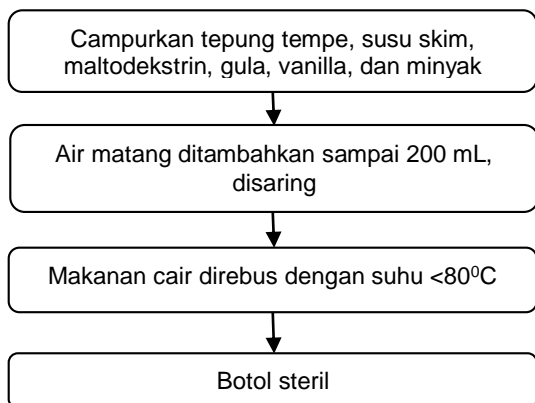 Campurkan tepung tempe, susu skim,
maltodekstrin, gula, vanilla, dan minyak
Air matang ditambahkan sampai 200 mL,
disaring
Makanan cair direbus dengan suhu <80⁰C
Botol steril